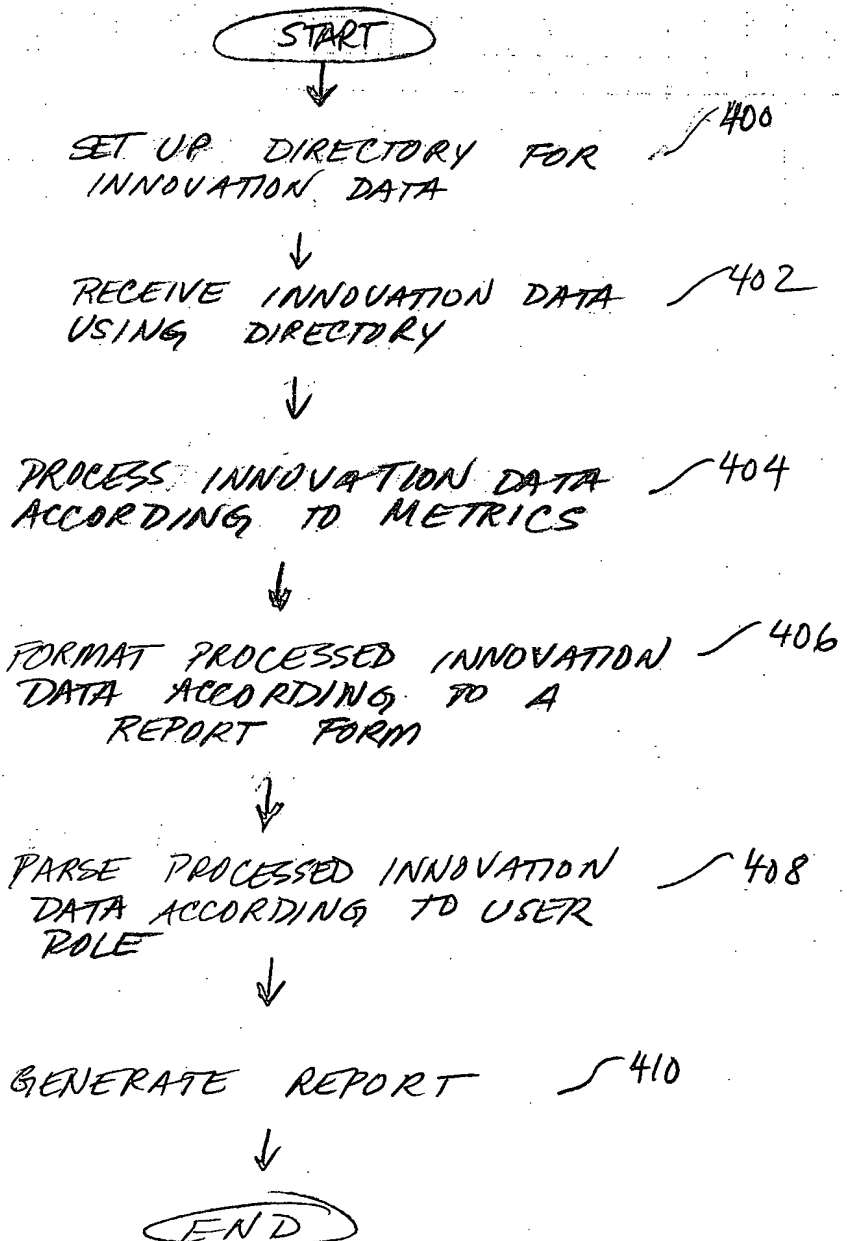 START
SET UP DIRECTORY FOR 400
INNOVATION DATA
RECEIVE INNOVATION DATA 402
USING DIRECTORY
PROCESS INNOVATION DATA 404
ACCORDING TO METRICS
FORMAT PROCESSED INNOVATION 406
DATA ACCORDING TO A
REPORT FORM
PARSE PROCESSED INNOVATION 408
DATA ACCORDING TO USER
ROLE
GENERATE REPORT 410
END